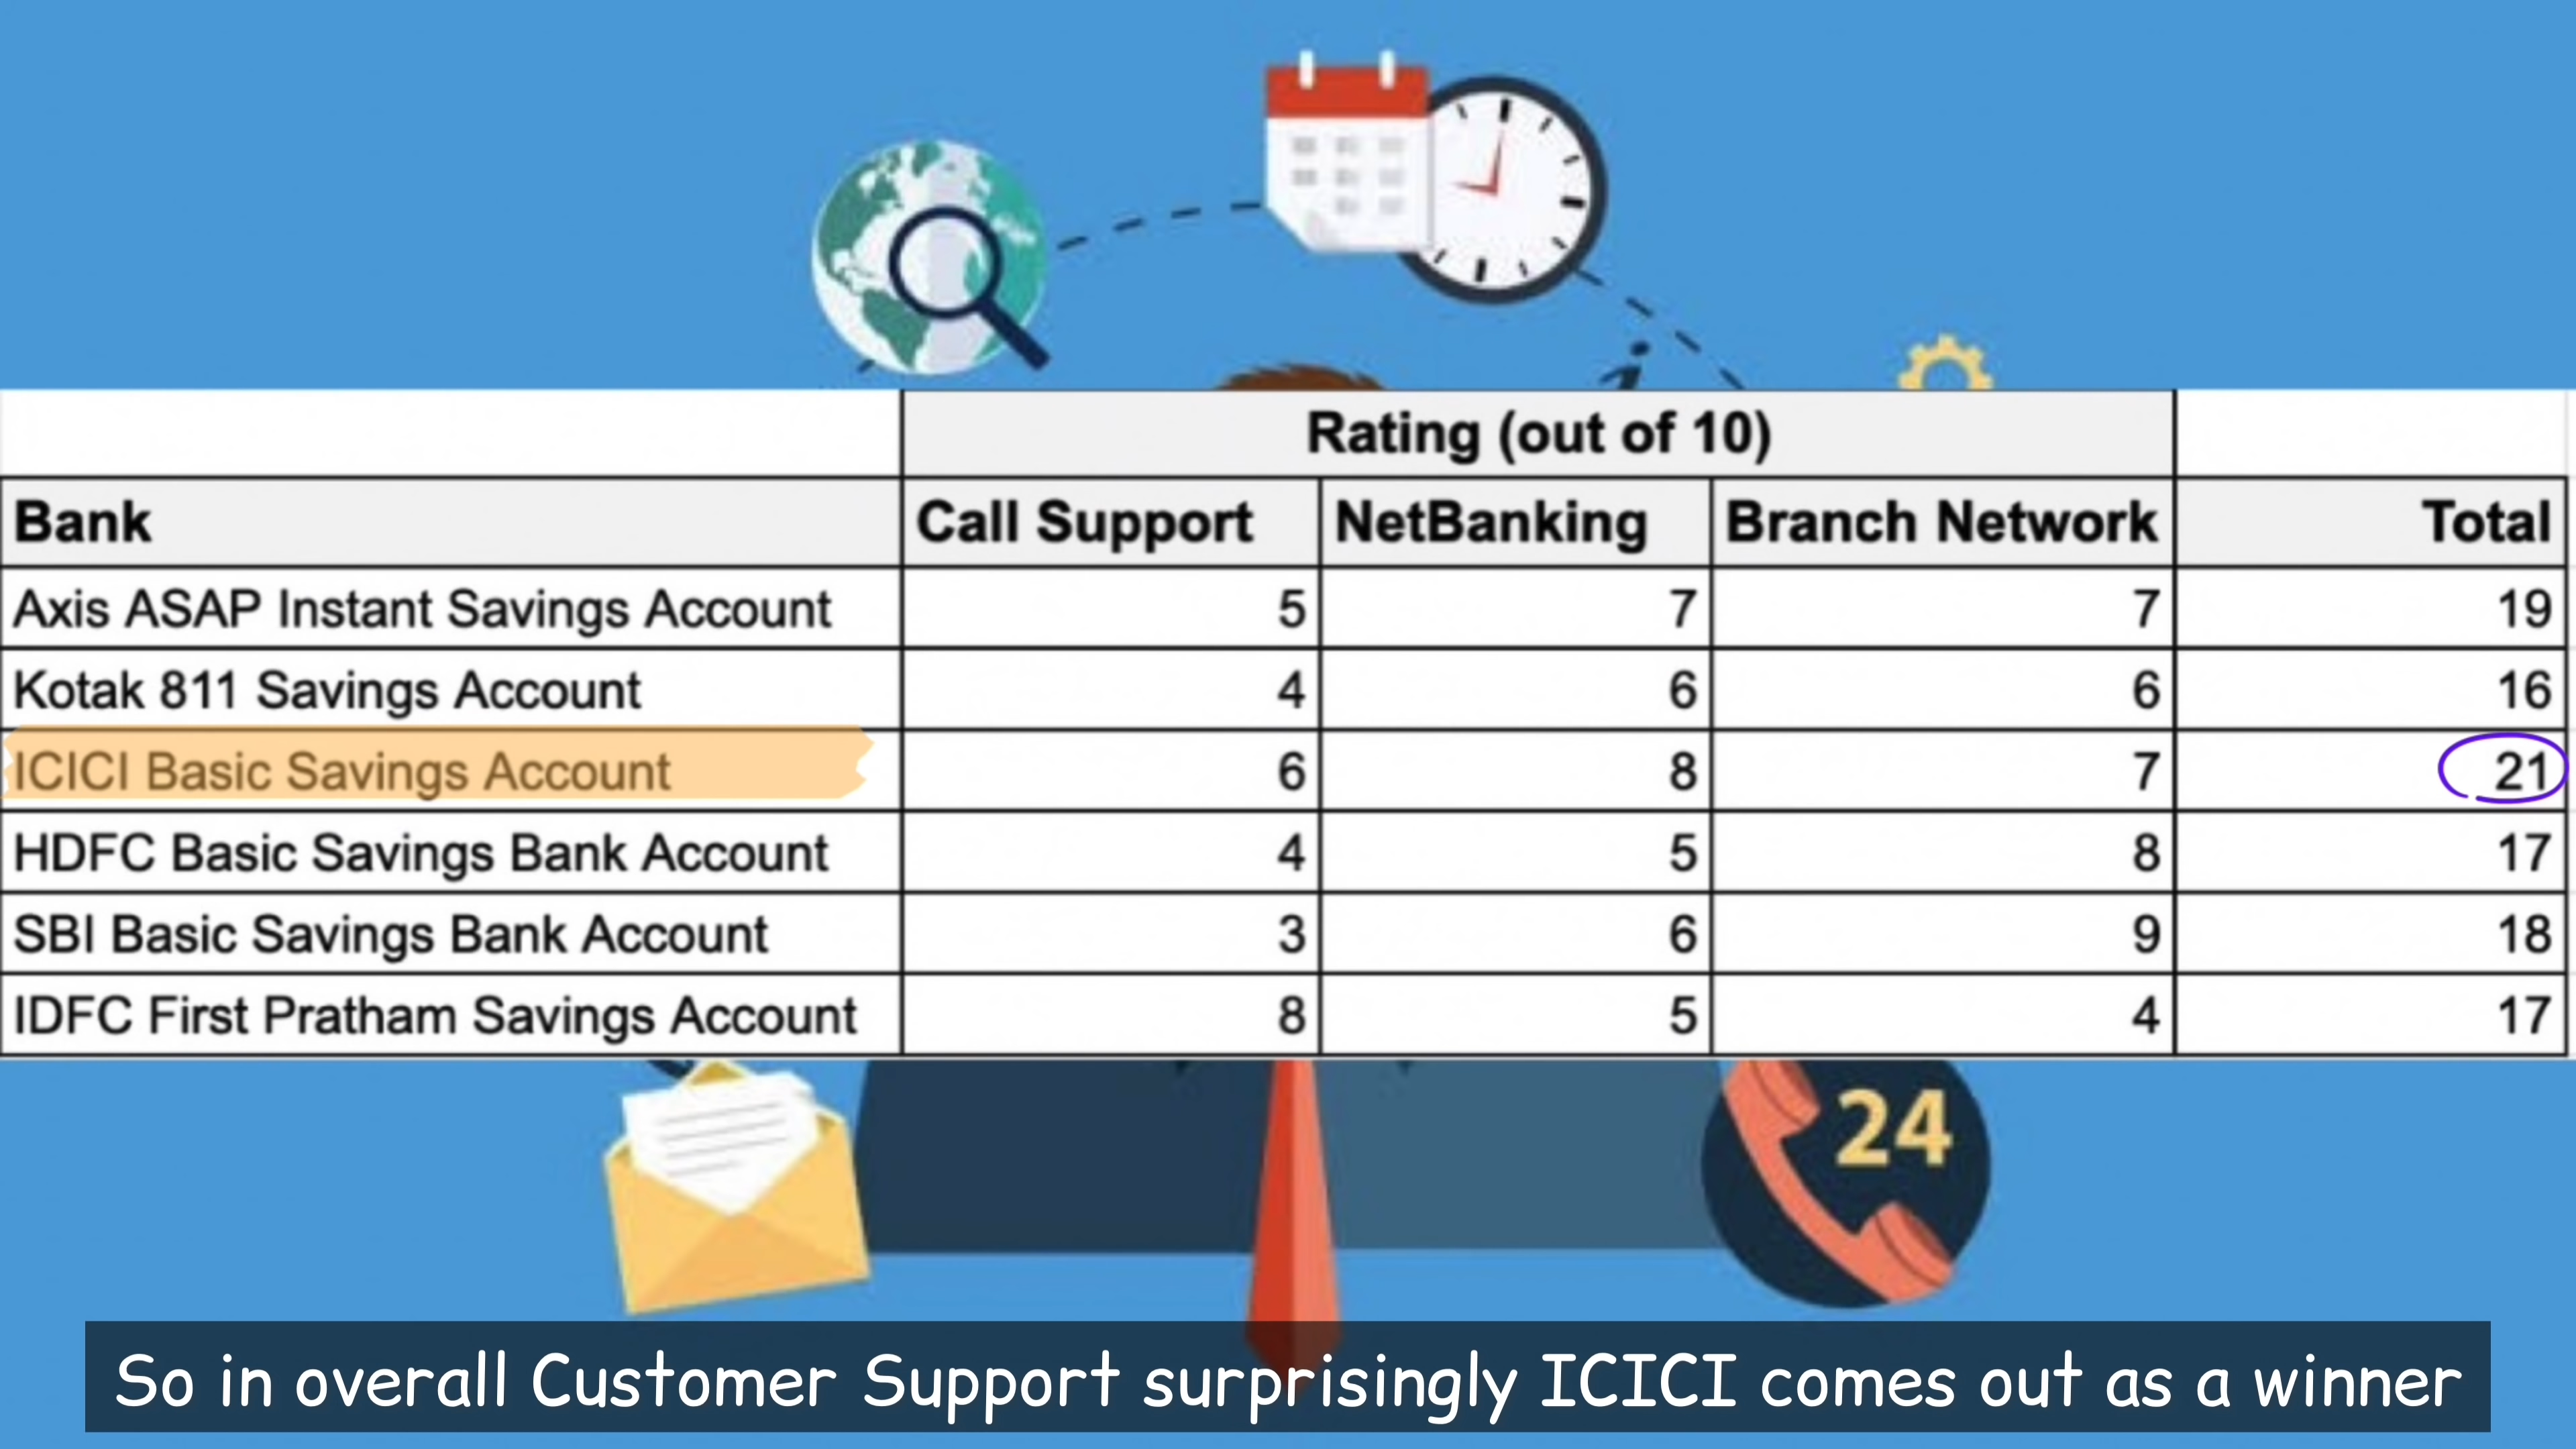 Rating (out of 10)
Bank Call Support NetBanking Branch Network Total
Axis ASAP Instant Savings Account 5 7 7 19
Kotak 811 Savings Account 4 6 6 16
ICICI Basic Savings Account 6 8 7 21
HDFC Basic Savings Bank Account 4 5 8 17
SBI Basic Savings Bank Account 3 6 9 18
IDFC First Pratham Savings Account 8 5 4 17
24
So in overall Customer Support surprisingly ICICI comes out as a winner